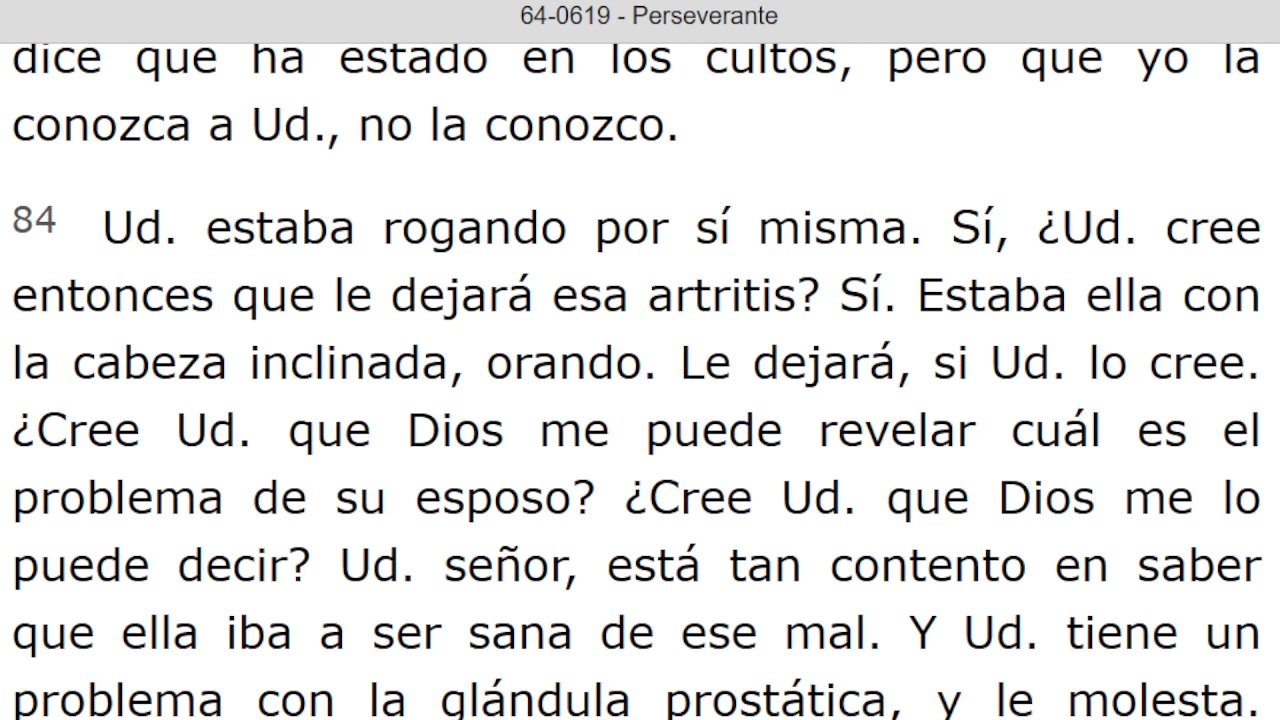 64-0619 - Perseverante
dice que ha estado en los cultos, pero que yo la
conozca a Ud., no la conozco.
84 Ud. estaba rogando por sí misma. Sí, ¿Ud. cree
entonces que le dejará esa artritis? Sí. Estaba ella con
la cabeza inclinada, orando. Le dejará, si Ud. lo cree.
¿Cree Ud. que Dios me puede revelar cuál es el
problema de su esposo? ¿Cree Ud. que Dios me lo
puede decir? Ud. señor, está tan contento en saber
que ella iba a ser sana de ese mal. Y Ud. tiene un
problema con la glándula prostática, y le molesta.